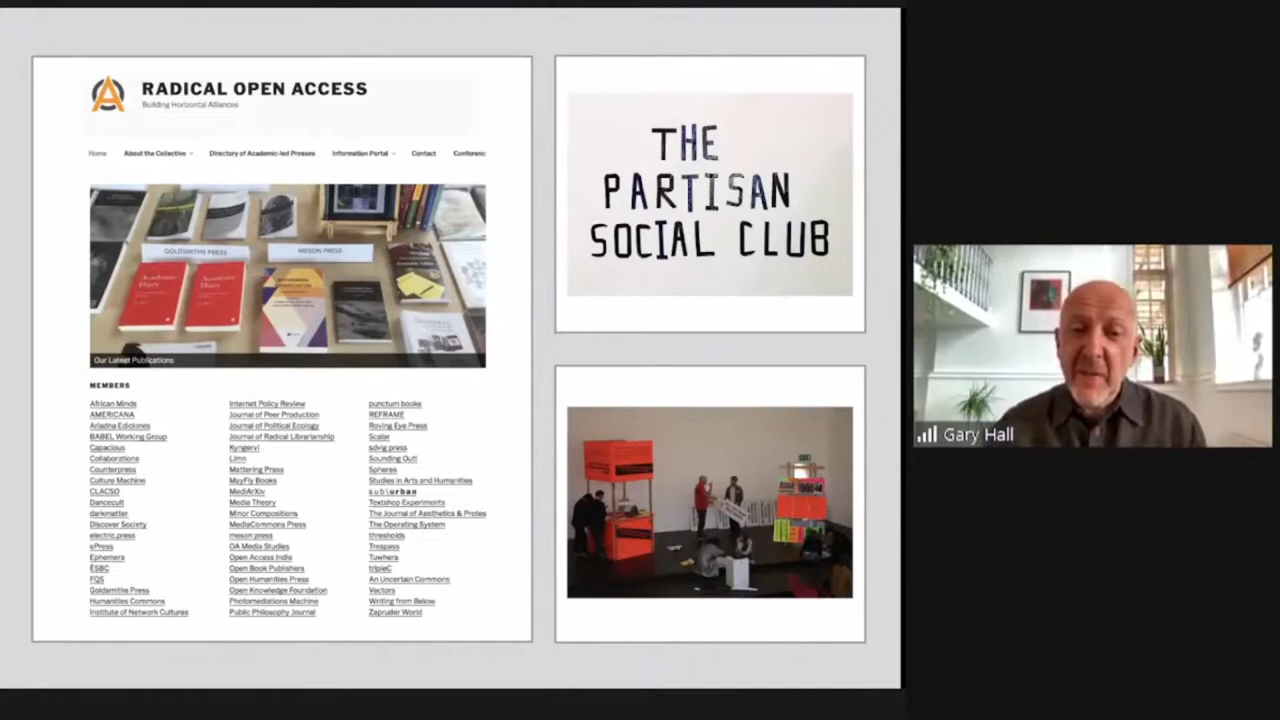 RADICAL OPEN ACCESS
Building Horizontal Alliances
Home About the Collective Directory of Academic-led Presses Information Portal Contact Conferenc
GOLDSMITHS PRESS
MESON PRESS
Academic
Diary
Academic
Diary
Our Latest Publications
MEMBERS
African Minds
AMERICANA
Ariadna Ediciones
BABEL Working Group
Capacious
Collaborations
Counterpress
Culture Machine
CLACSO
Dancecult
darkmatter
Discover Society
electric.press
ePress
Ephemera
ÉSBC
FQS
Goldsmiths Press
Humanities Commons
Institute of Network Cultures
Internet Policy Review
Journal of Peer Production
Journal of Political Ecology
Journal of Radical Librarianship
Kyngervi
Limn
Mattering Press
MayFly Books
MediArXiv
Media Theory
Minor Compositions
MediaCommons Press
meson press
OA Media Studies
Open Access India
Open Book Publishers
Open Humanities Press
Open Knowledge Foundation
Photomediations Machine
Public Philosophy Journal
punctum books
REFRAME
Roving Eye Press
Scalar
sdvig press
Sounding Out!
Spheres
Studies in Arts and Humanities
sub\urban
Textshop Experiments
The Journal of Aesthetics & Protes
The Operating System
thresholds
Trespass
Tuwhera
tripleC
An Uncertain Commons
Vectors
Writing from Below
Zapruder World
THE
PARTISAN
SOCIAL CLUB
Gary Hall